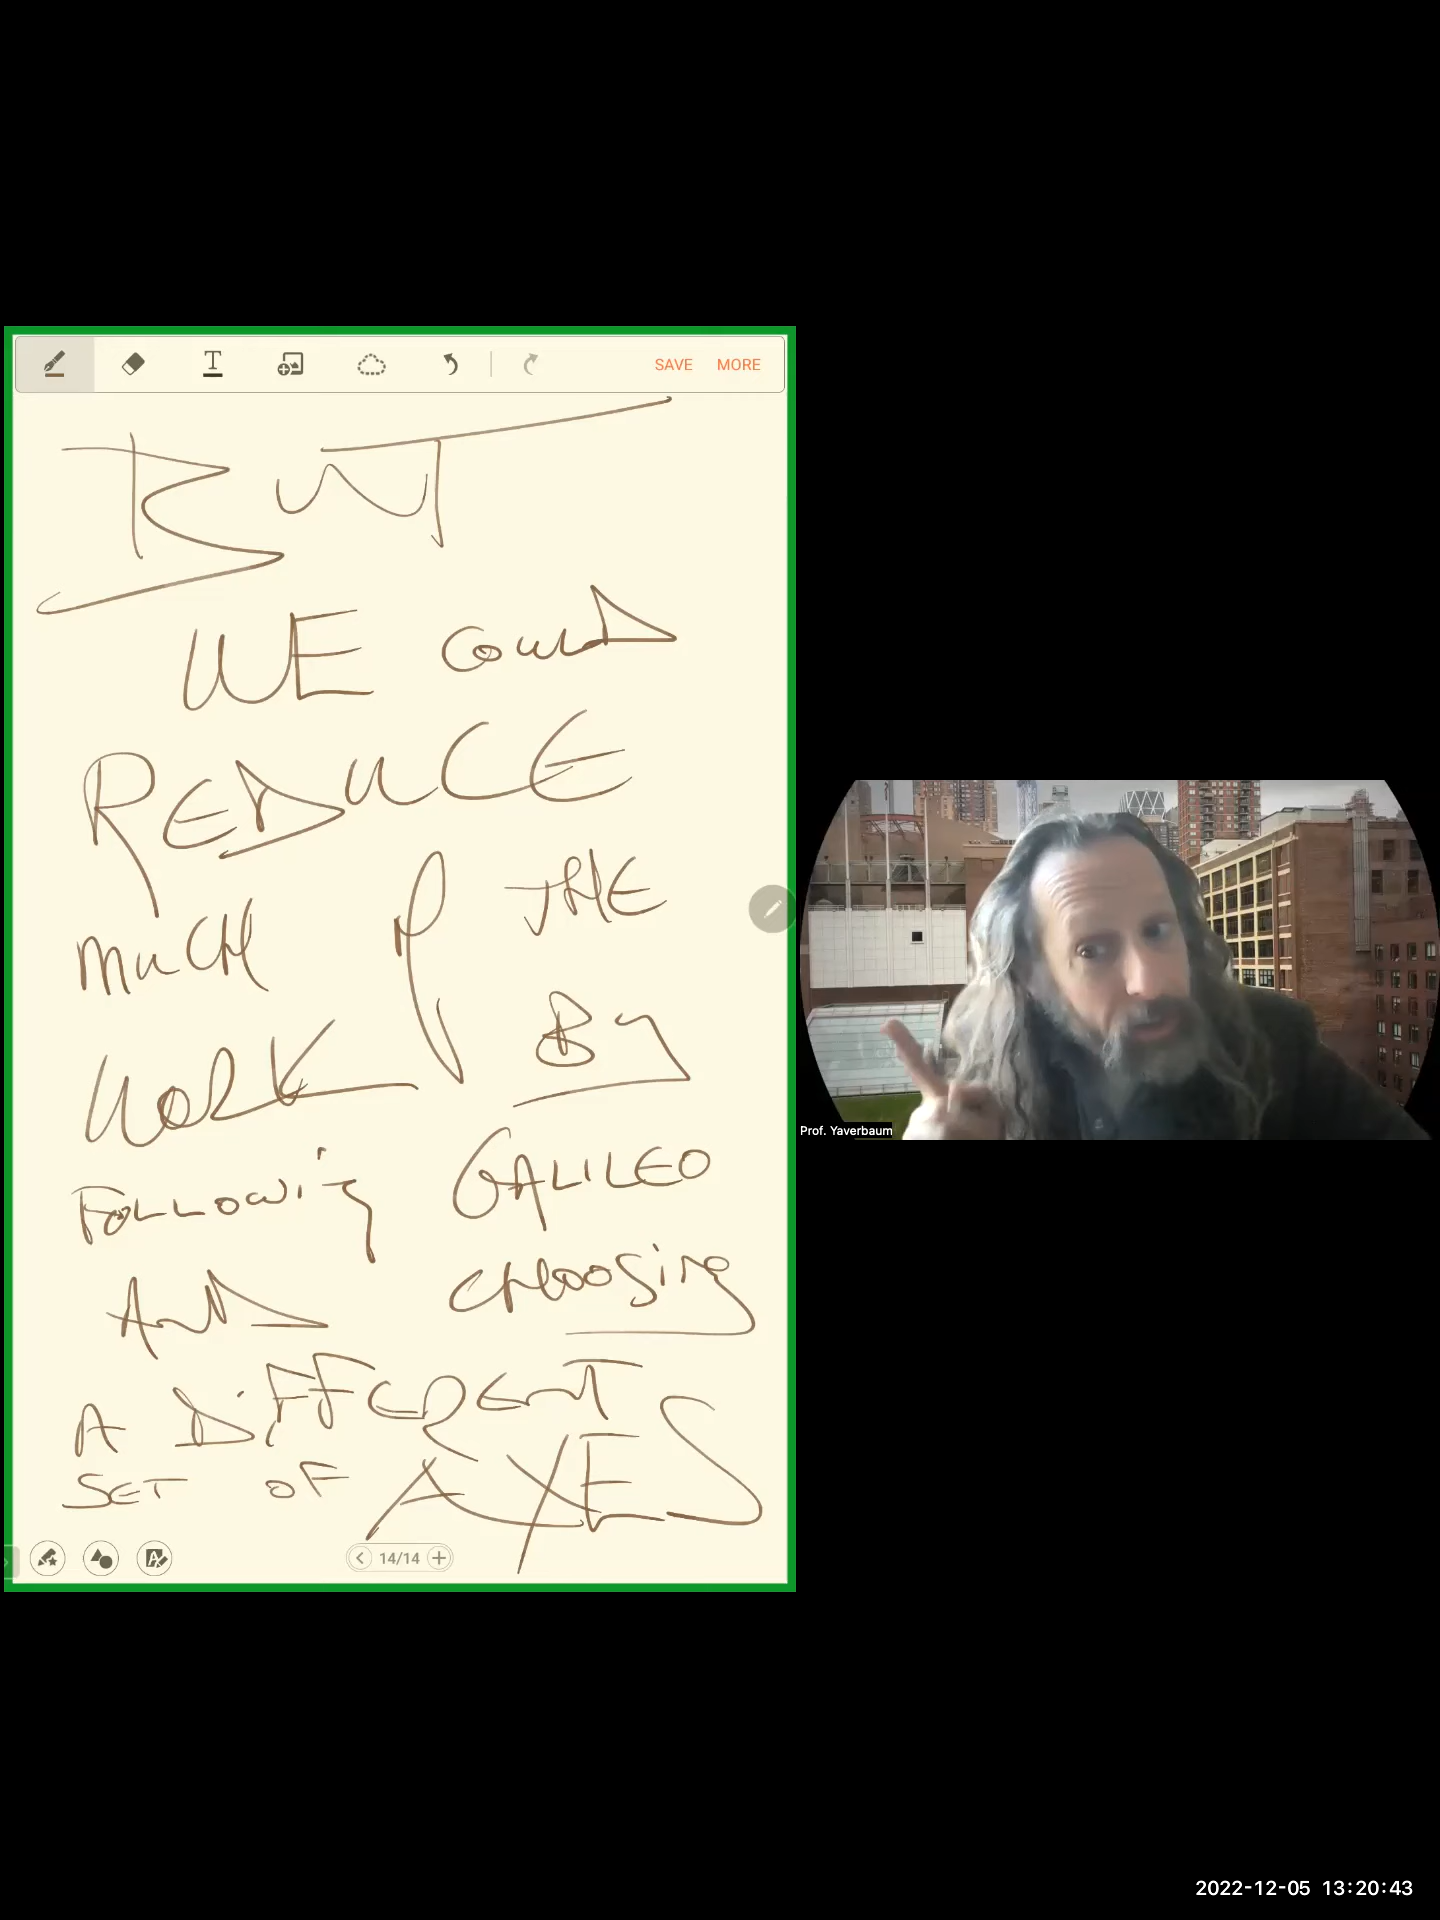 T
SAVE MORE
BUT
WE COULD
REDUCE
MUCH OF THE
WORK BY
FOLLOWING GALILEO
AND CHOOSING
A DiFFERENT
SET OF AXES
14/14
Prof. Yaverbaum
2022-12-05 13:20:43